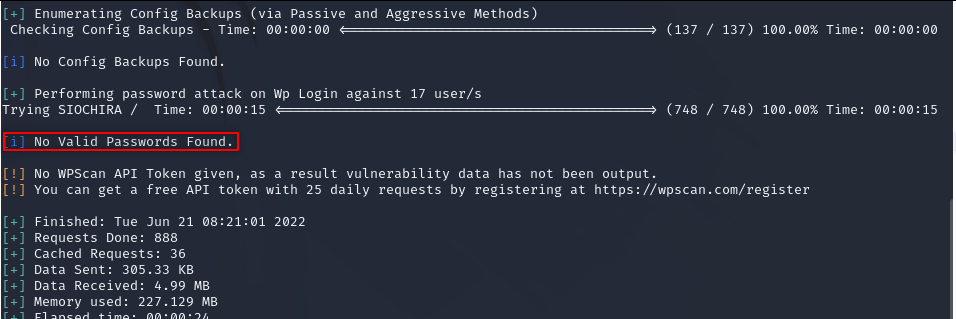 [+] Enumerating Config Backups (via Passive and Aggressive Methods)
Checking Config Backups - Time: 00:00:00 <=======================================> (137 / 137) 100.00% Time: 00:00:00
[i] No Config Backups Found.
[+] Performing password attack on Wp Login against 17 user/s
Trying SIOCHIRA / Time: 00:00:15 <===============================================> (748 / 748) 100.00% Time: 00:00:15
[i] No Valid Passwords Found.
[!] No WPScan API Token given, as a result vulnerability data has not been output.
[!] You can get a free API token with 25 daily requests by registering at https://wpscan.com/register
[+] Finished: Tue Jun 21 08:21:01 2022
[+] Requests Done: 888
[+] Cached Requests: 36
[+] Data Sent: 305.33 KB
[+] Data Received: 4.99 MB
[+] Memory used: 227.129 MB
[+] Elapsed time: 00:00:24